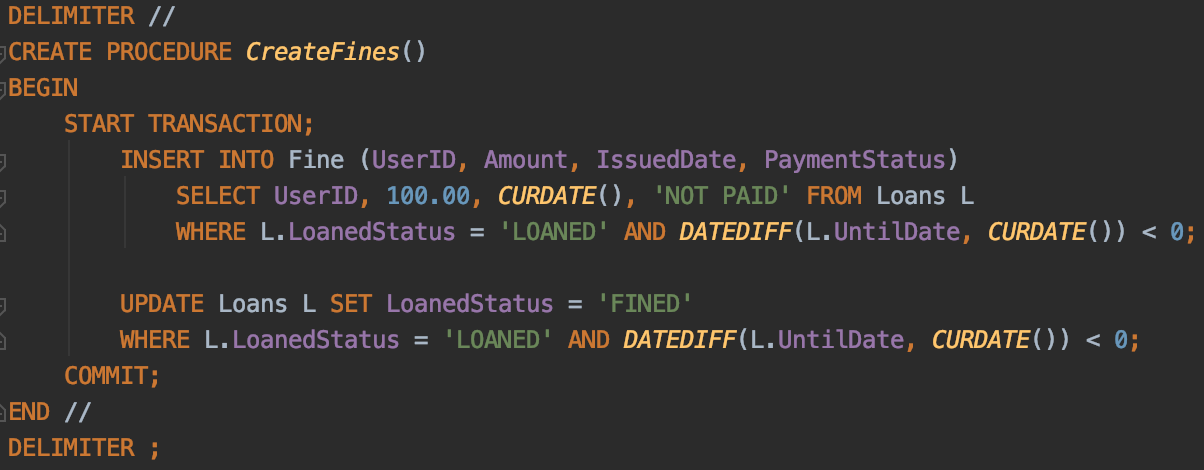 DELIMITER //
CREATE PROCEDURE CreateFines()
BEGIN
    START TRANSACTION;
        INSERT INTO Fine (UserID, Amount, IssuedDate, PaymentStatus)
            SELECT UserID, 100.00, CURDATE(), 'NOT PAID' FROM Loans L
            WHERE L.LoanedStatus = 'LOANED' AND DATEDIFF(L.UntilDate, CURDATE()) < 0;

        UPDATE Loans L SET LoanedStatus = 'FINED'
        WHERE L.LoanedStatus = 'LOANED' AND DATEDIFF(L.UntilDate, CURDATE()) < 0;
    COMMIT;
END //
DELIMITER ;